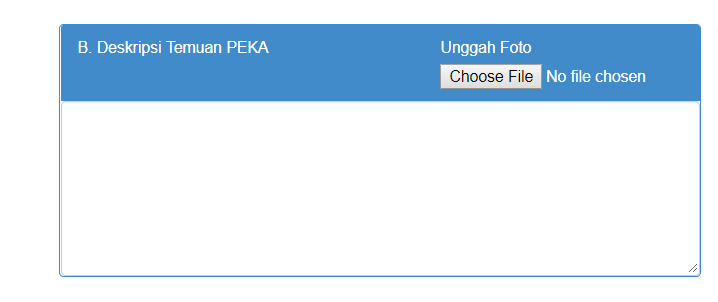 B. Deskripsi Temuan PEKA
Unggah Foto
Choose File No file chosen